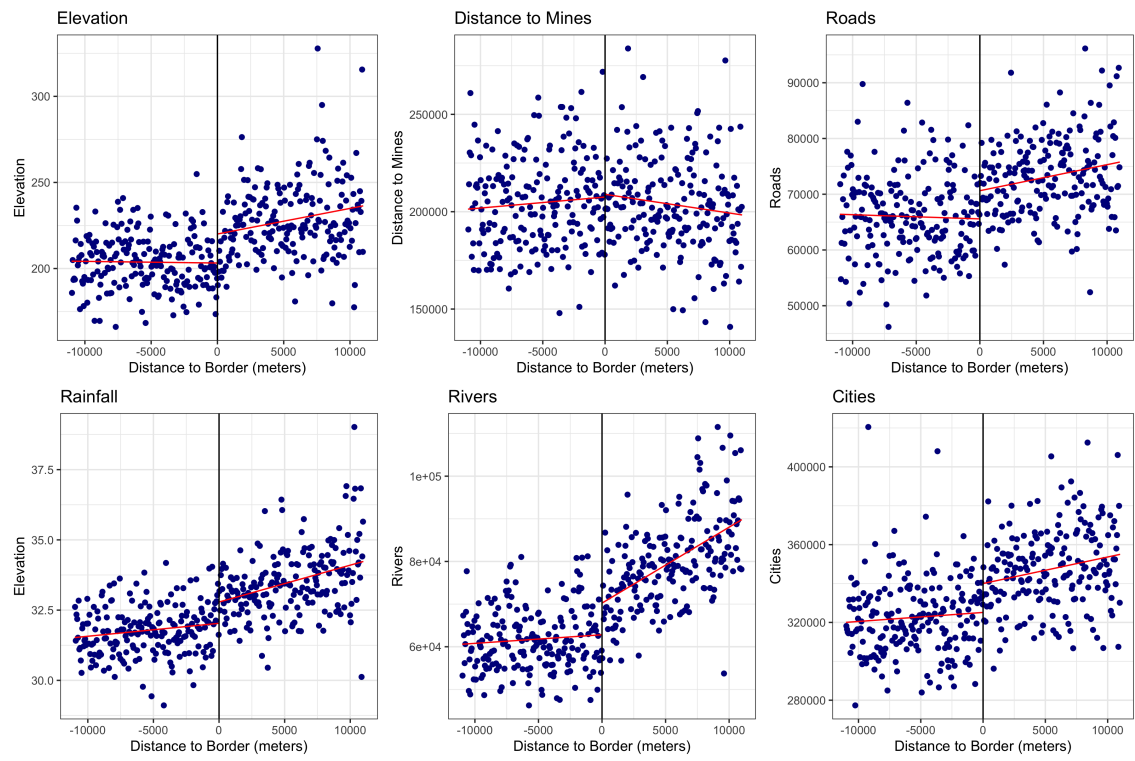 Elevation
Elevation
300
250
200
-10000 -5000 0 5000 10000
Distance to Border (meters)
Distance to Mines
Distance to Mines
250000
200000
150000
-10000 -5000 0 5000 10000
Distance to Border (meters)
Roads
Roads
90000
80000
70000
60000
50000
-10000 -5000 0 5000 10000
Distance to Border (meters)
Rainfall
Elevation
37.5
35.0
32.5
30.0
-10000 -5000 0 5000 10000
Distance to Border (meters)
Rivers
Rivers
1e+05
8e+04
6e+04
-10000 -5000 0 5000 10000
Distance to Border (meters)
Cities
Cities
400000
360000
320000
280000
-10000 -5000 0 5000 10000
Distance to Border (meters)